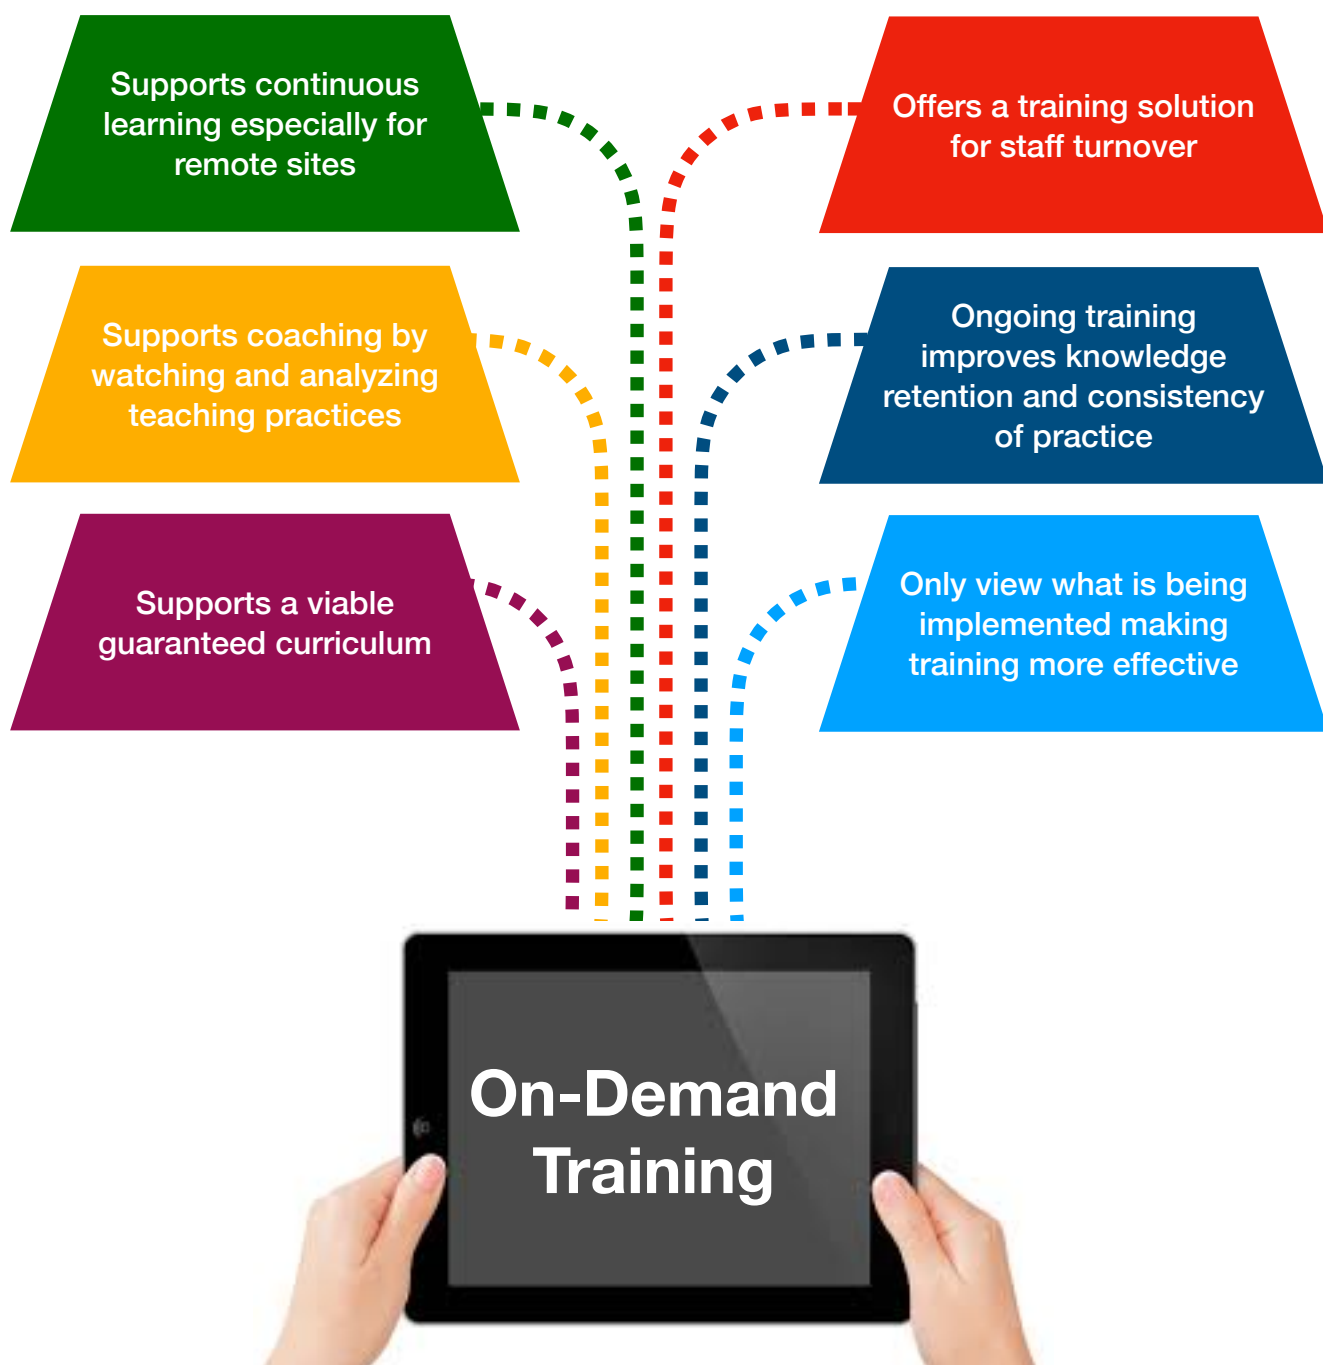 Supports continuous
learning especially for
remote sites
Offers a training solution
for staff turnover
Supports coaching by
watching and analyzing
teaching practices
Ongoing training
improves knowledge
retention and consistency
of practice
Supports a viable
guaranteed curriculum
Only view what is being
implemented making
training more effective
On-Demand
Training